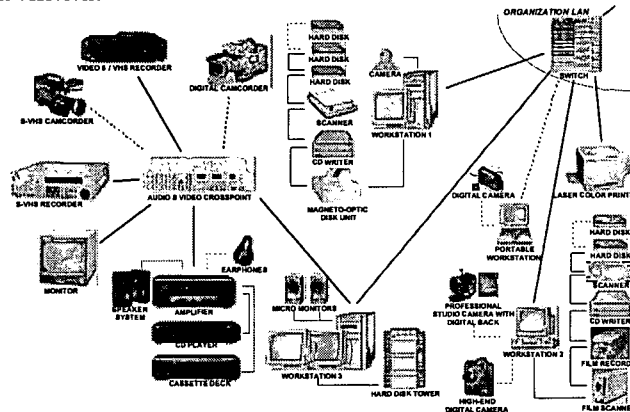 ORGANIZATION LAN
HARD DISK
VIDEO 8 / VHS RECORDER
HARD DISK
CAMERA
SWITCH
DIGITAL CAMCORDER
HARD DISK
S-VHS CAMCORDER
SCANNER
WORKSTATION 1
CD WRITER
S-VHS RECORDER
AUDIO & VIDEO CROSSPOINT
MAGNETO-OPTIC
DISK UNIT
DIGITAL CAMERA
LASER COLOR PRINT
PORTABLE
WORKSTATION
HARD DISK
HARD DISK
EARPHONES
MONITOR
SPEAKER
SYSTEM
AMPLIFIER
MICRO MONITORS
PROFESSIONAL
STUDIO CAMERA WITH
DIGITAL BACK
SCANNER
CD WRITER
CD PLAYER
WORKSTATION 2
WORKSTATION 3
CASSETTE DECK
HARD DISK TOWER
FILM RECORD
HIGH-END
DIGITAL CAMERA
FILM SCANNE